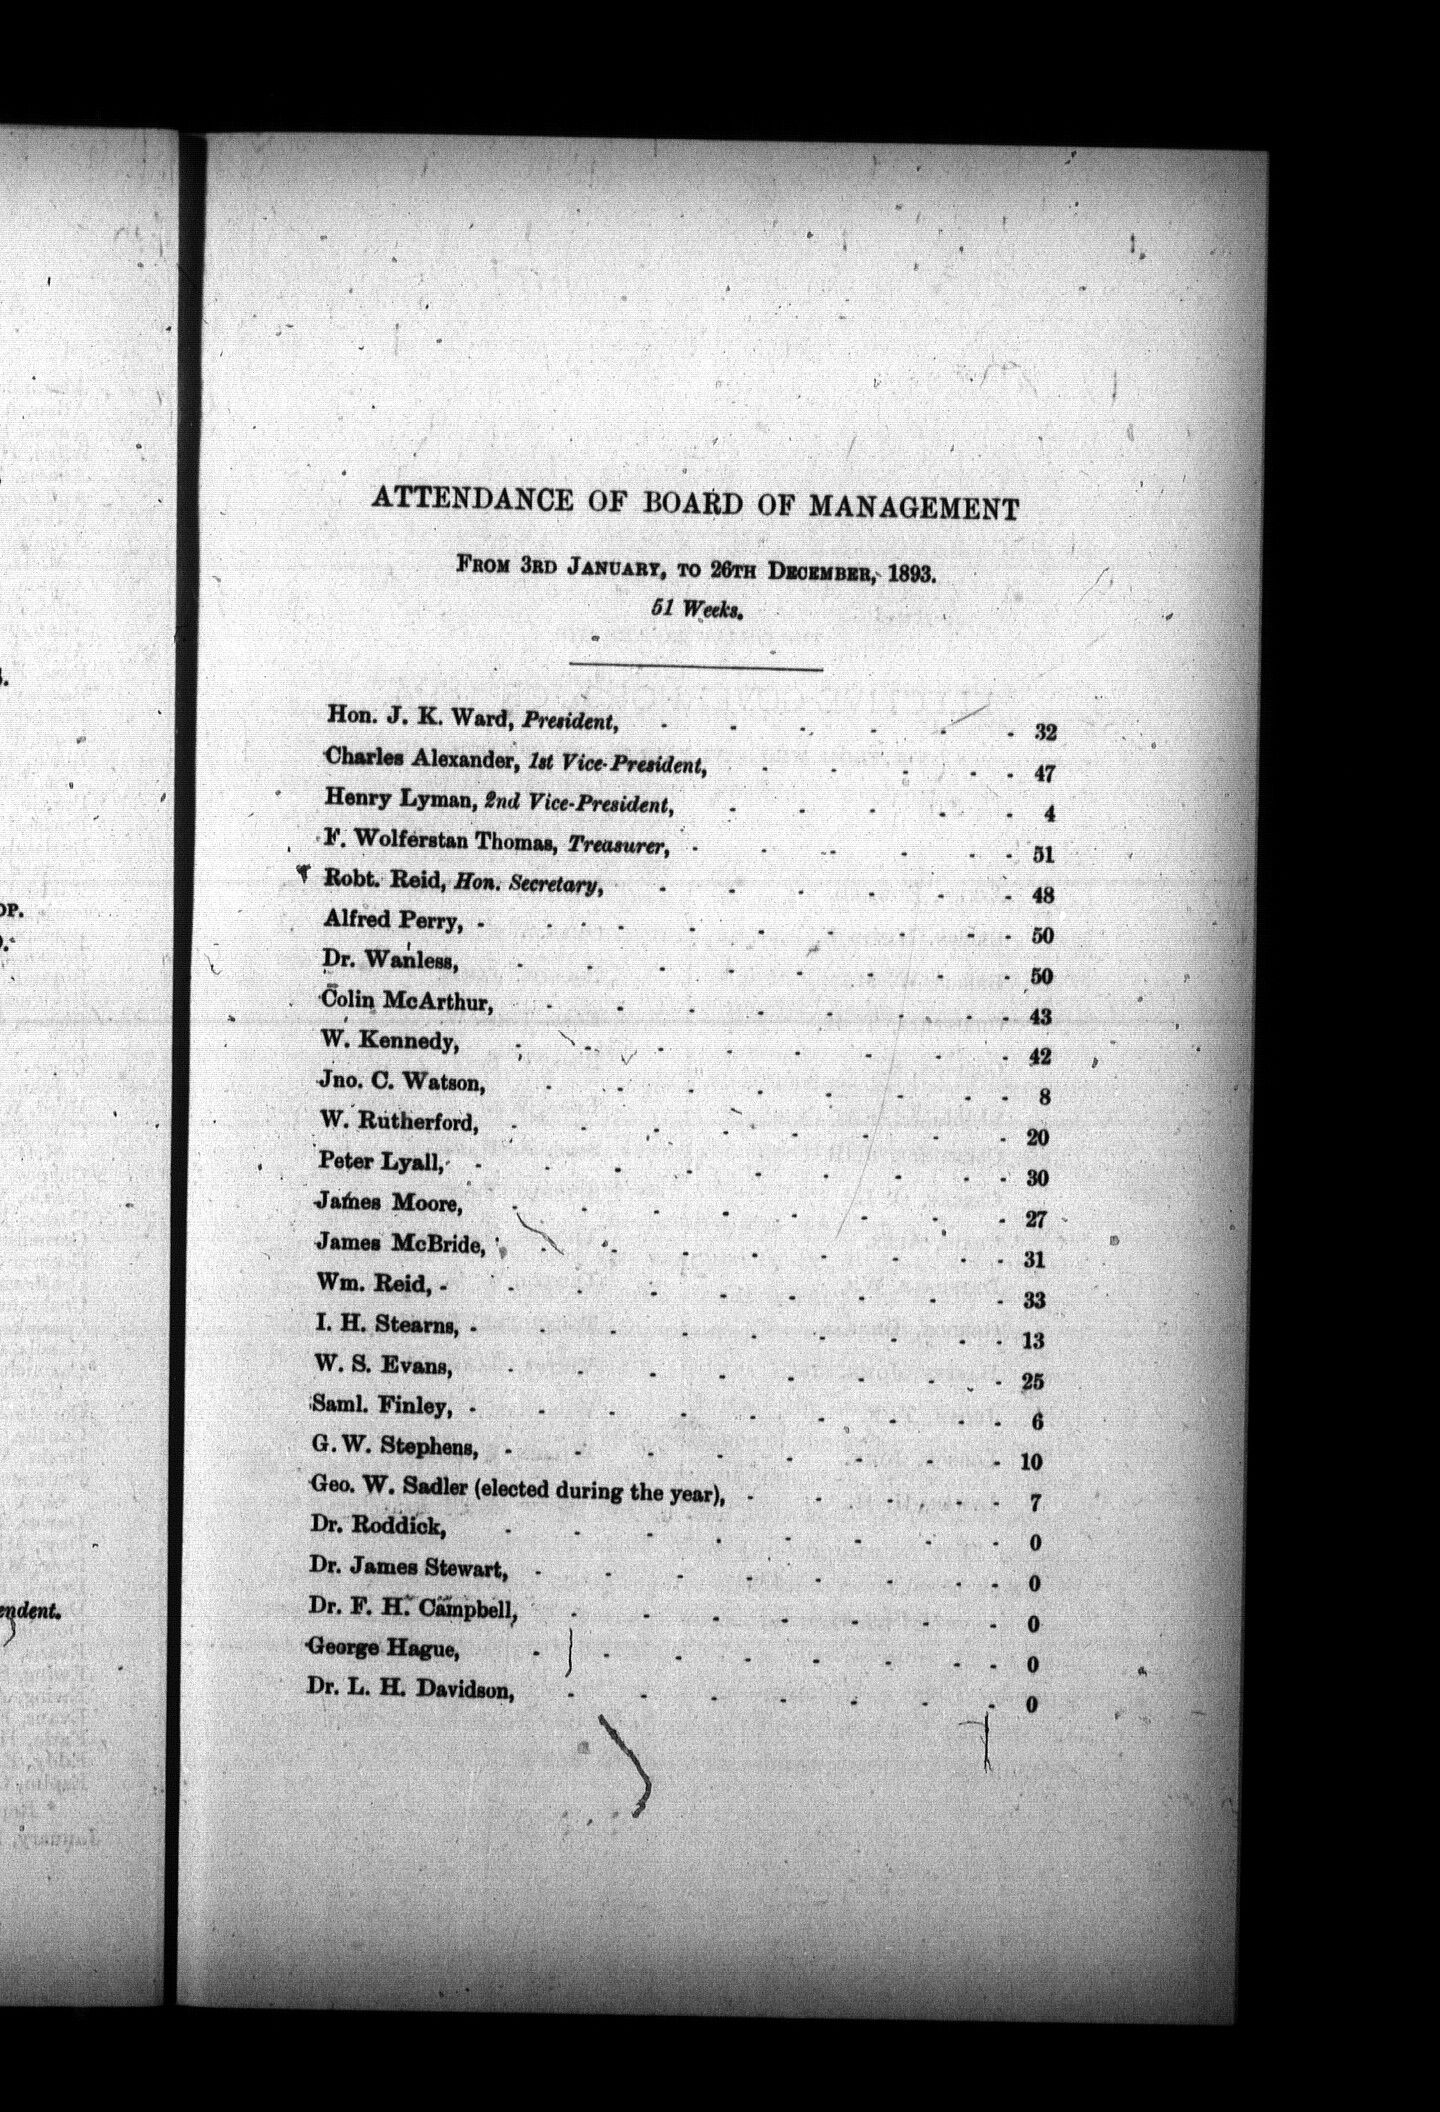 ATTENDANCE OF BOARD OF MANAGEMENT
FROM 3RD JANUARY, TO 26TH DECEMBER, 1893.
51 Weeks.
Hon. J. K. Ward, President, - - - - - - 32
Charles Alexander, 1st Vice-President, - - - - - 47
Henry Lyman, 2nd Vice-President, - - - - - 4
F. Wolferstan Thomas, Treasurer, - - - - - - 51
Robt. Reid, Hon. Secretary, - - - - - - 48
Alfred Perry, - - - - - - - - - 50
Dr. Wanless, - - - - - - - - 50
Colin McArthur, - - - - - - - - 43
W. Kennedy, - - - - - - - - 42
Jno. C. Watson, - - - - - - - - 8
W. Rutherford, - - - - - - - - 20
Peter Lyall, - - - - - - - - - 30
James Moore, - - - - - - - - 27
James McBride, - - - - - - - - 31
Wm. Reid, - - - - - - - - - 33
I. H. Stearns, - - - - - - - - - 13
W. S. Evans, - - - - - - - - 25
Saml. Finley, - - - - - - - - - 6
G. W. Stephens, - - - - - - - - 10
Geo. W. Sadler (elected during the year), - - - - - 7
Dr. Roddick, - - - - - - - - 0
Dr. James Stewart, - - - - - - - - 0
Dr. F. H. Campbell, - - - - - - - 0
George Hague, - - - - - - - - 0
Dr. L. H. Davidson, - - - - - - - 0
OP.
endent.